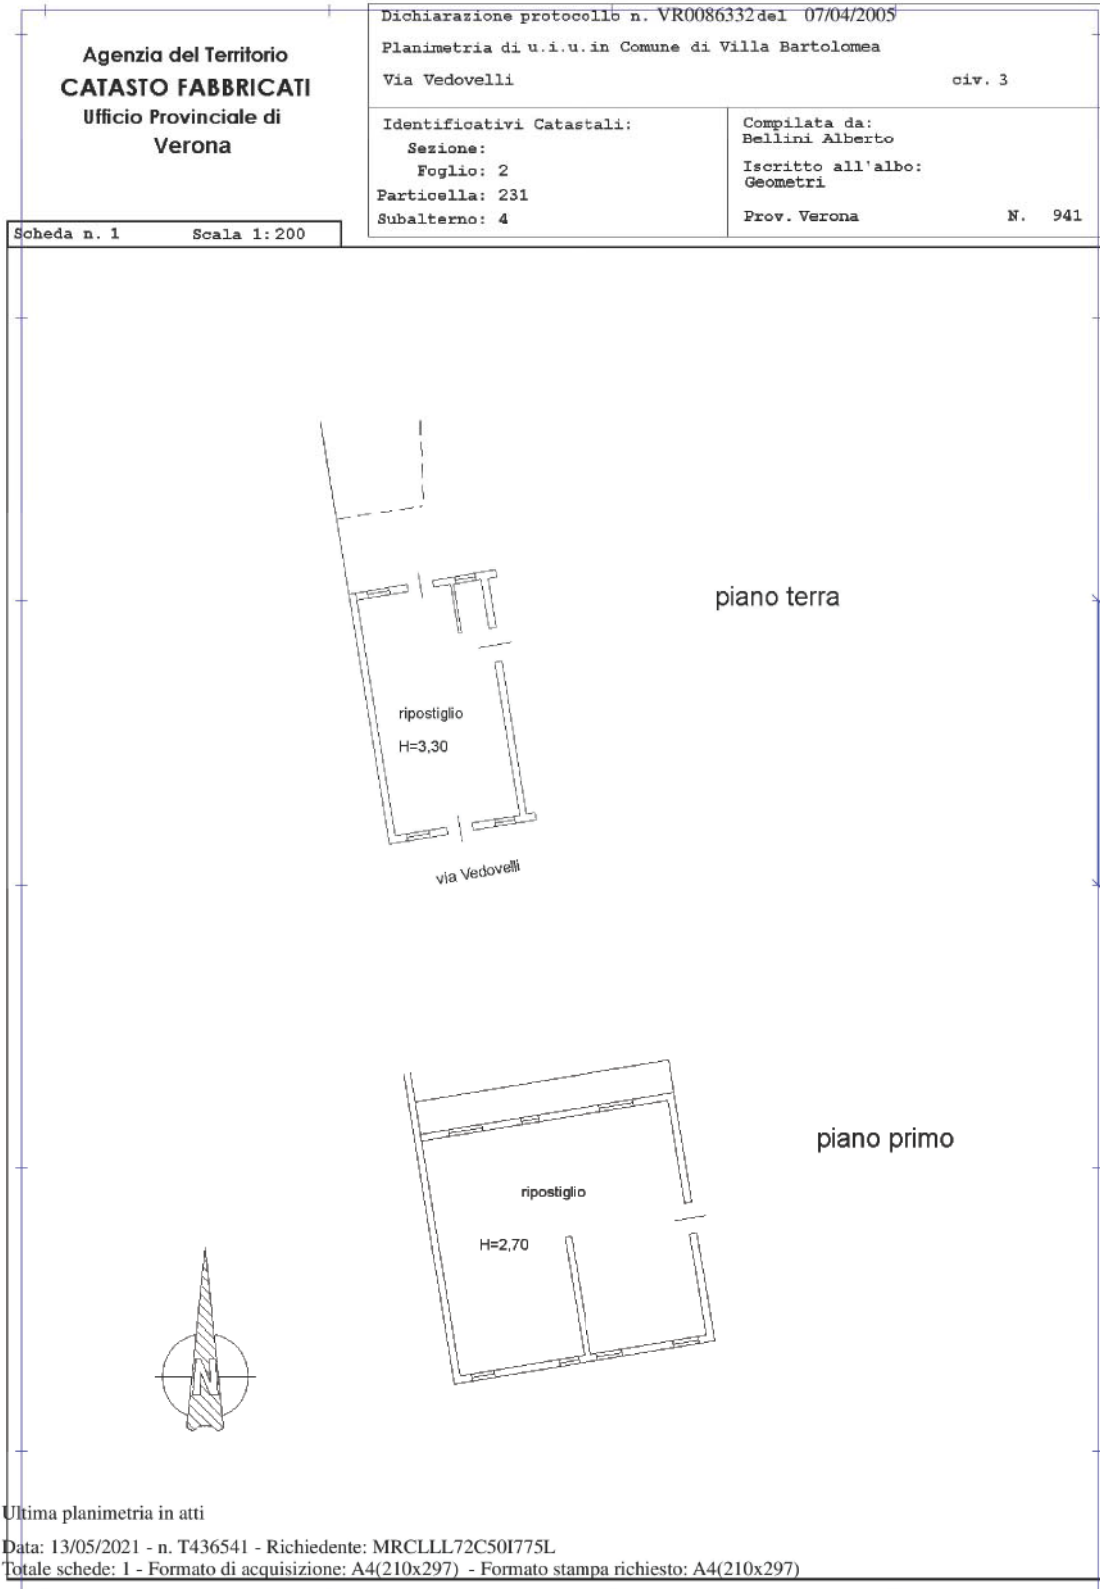 Agenzia del Territorio
CATASTO FABBRICATI
Ufficio Provinciale di
Verona
Dichiarazione protocollo n. VR0086332 del 07/04/2005
Planimetria di u.i.u. in Comune di Villa Bartolomea
Via Vedovelli civ. 3
Identificativi Catastali:
Sezione:
Foglio: 2
Particella: 231
Subalterno: 4
Compilata da:
Bellini Alberto
Iscritto all'albo:
Geometri
Prov. Verona N. 941
Scheda n. 1 Scala 1:200
piano terra
ripostiglio
H=3,30
via Vedovelli
piano primo
ripostiglio
H=2,70
N
Ultima planimetria in atti
Data: 13/05/2021 - n. T436541 - Richiedente: MRCLLL72C50I775L
Totale schede: 1 - Formato di acquisizione: A4(210x297) - Formato stampa richiesto: A4(210x297)